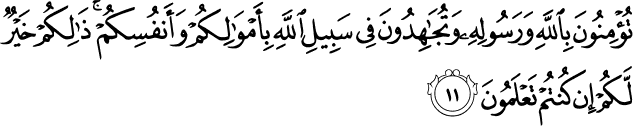 تُؤۡمِنُونَ بِٱللَّهِ وَرَسُولِهِۦ وَتُجَٰهِدُونَ فِي سَبِيلِ ٱللَّهِ بِأَمۡوَٰلِكُمۡ وَأَنفُسِكُمۡۚ ذَٰلِكُمۡ خَيۡرٞ
لَّكُمۡ إِن كُنتُمۡ تَعۡلَمُونَ ١١